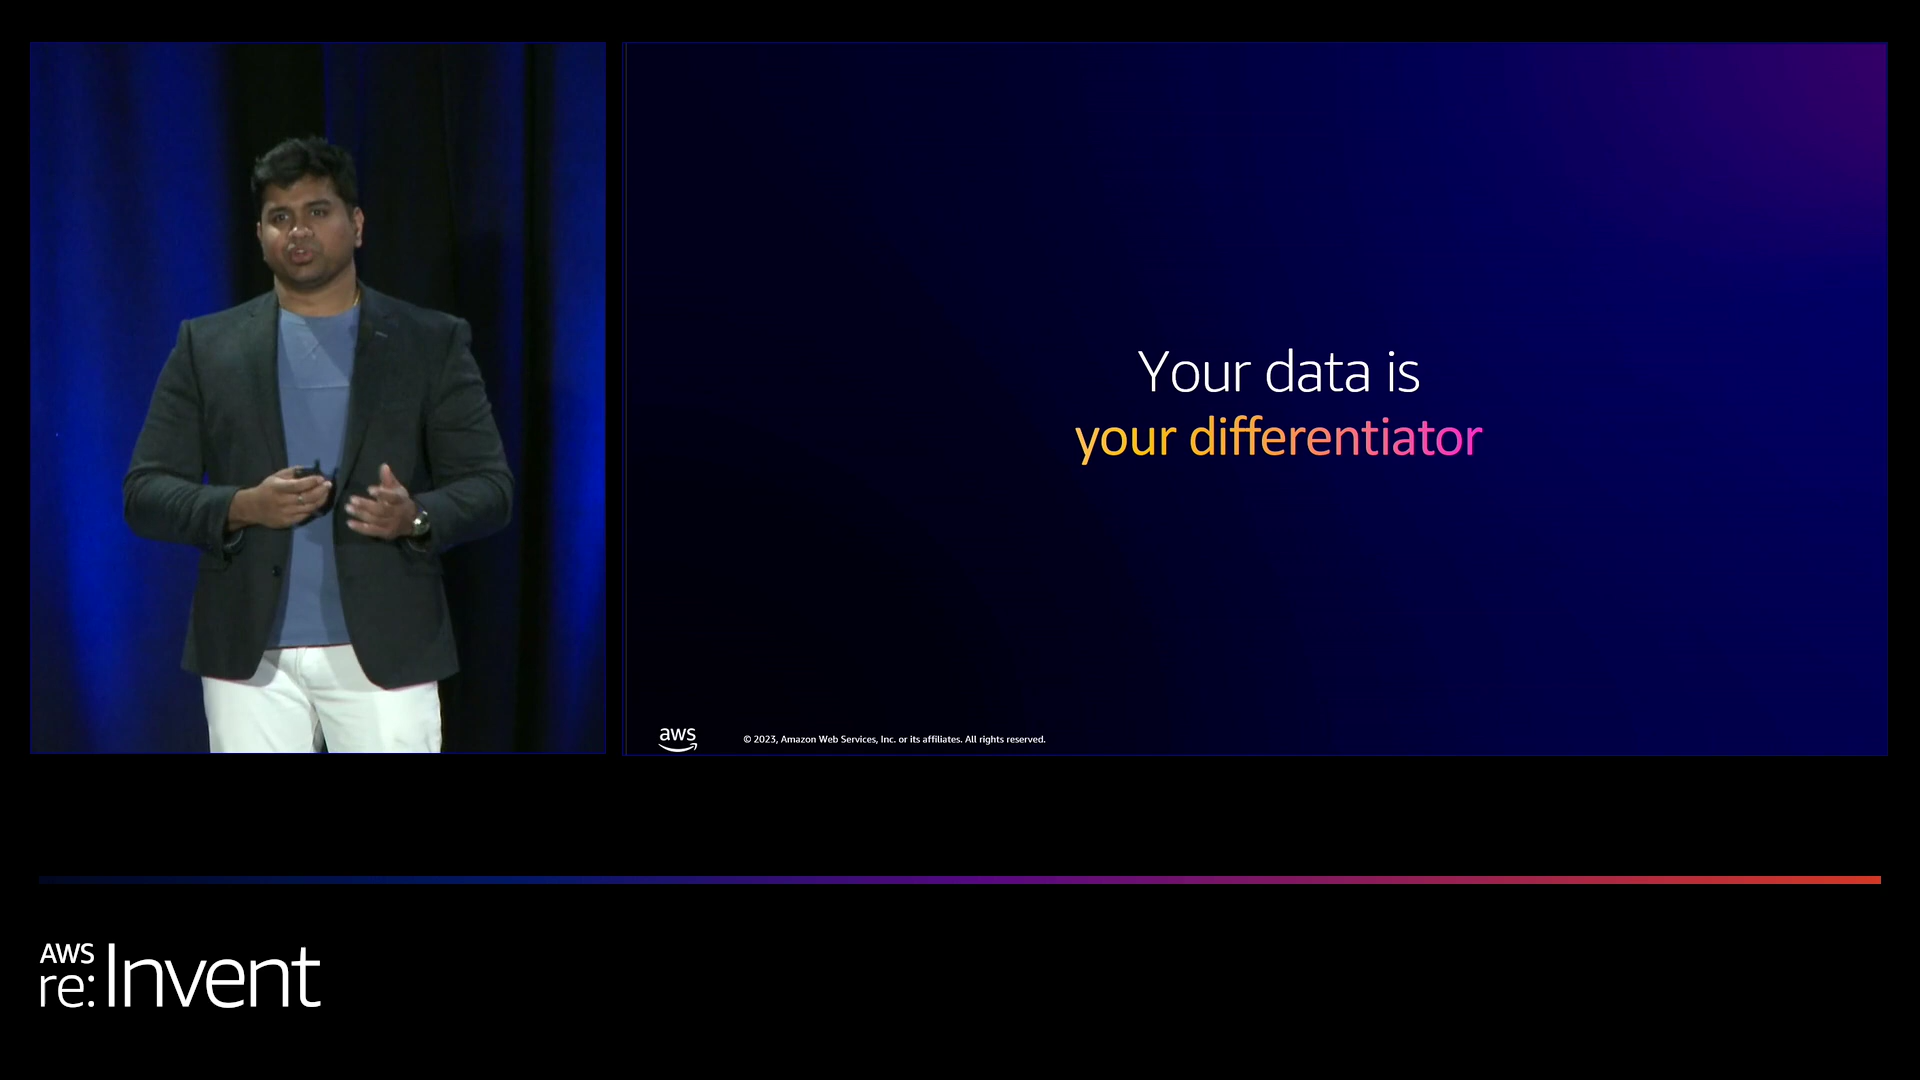 Your data is
your differentiator
aws
© 2023, Amazon Web Services, Inc. or its affiliates. All rights reserved.
AWS
re:Invent